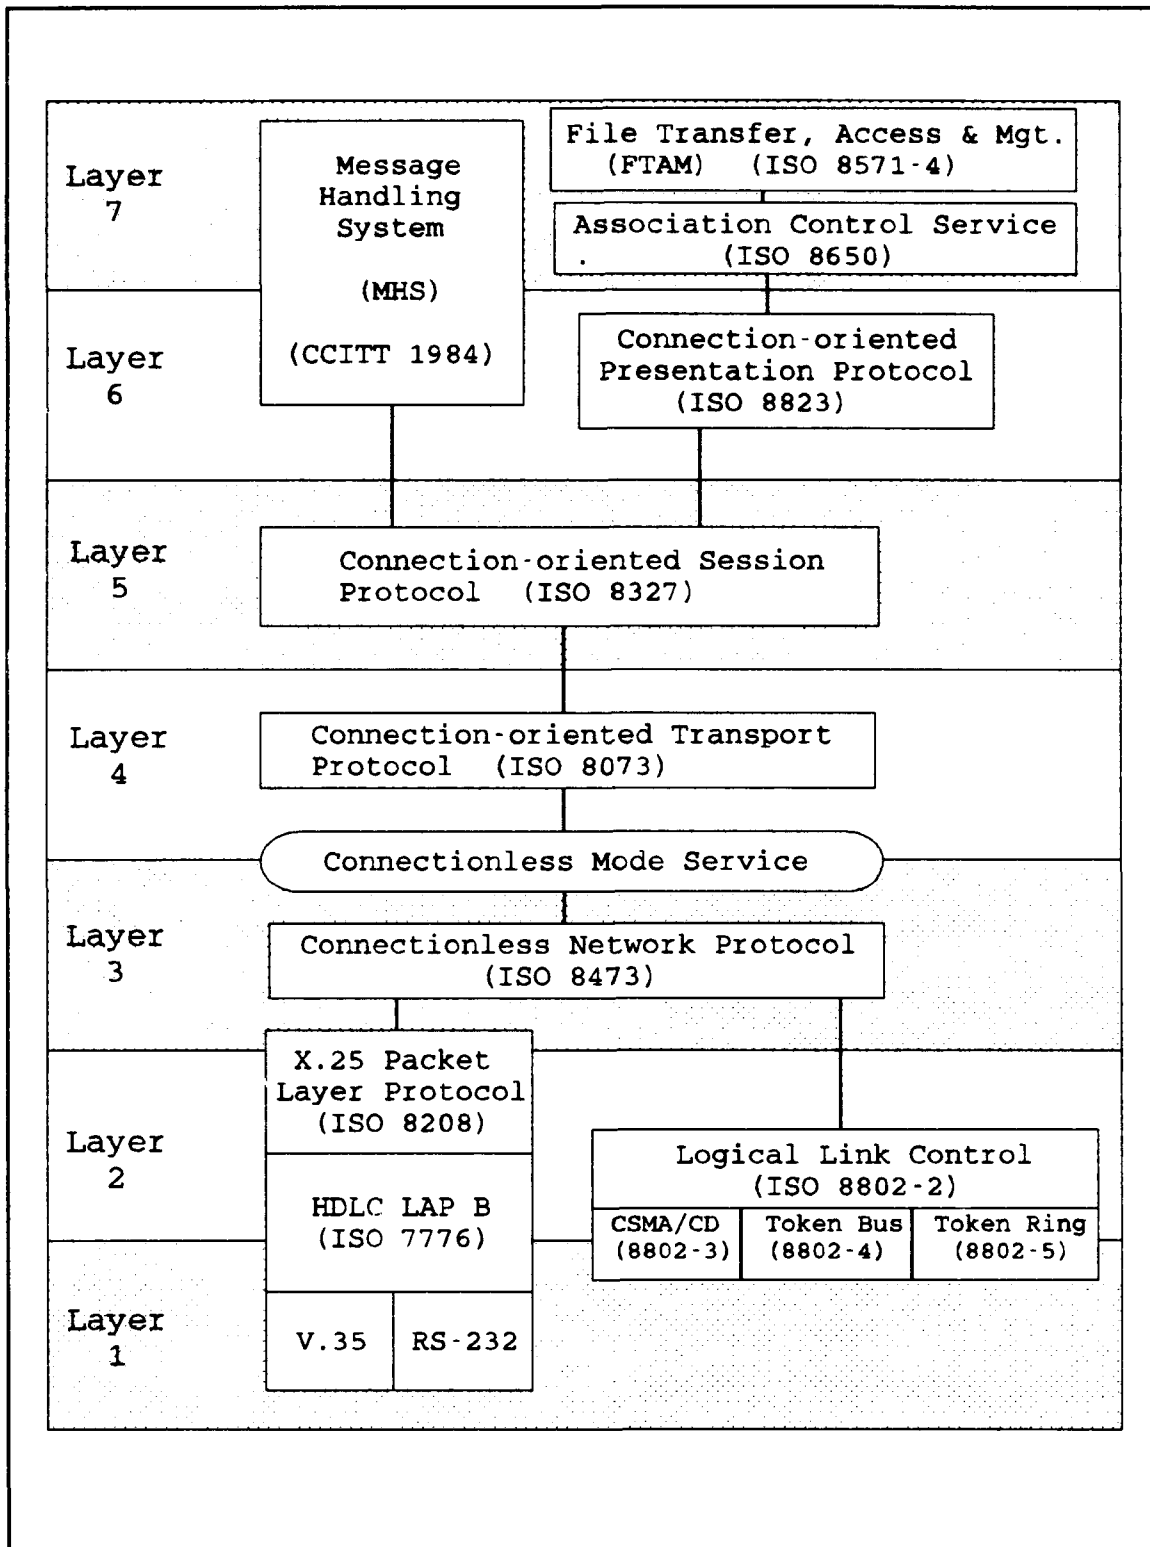 Layer
7
Message
Handling
System
(MHS)
(CCITT 1984)
File Transfer, Access & Mgt.
(FTAM) (ISO 8571-4)
Association Control Service
(ISO 8650)
Layer
6
Connection-oriented
Presentation Protocol
(ISO 8823)
Layer
5
Connection-oriented Session
Protocol (ISO 8327)
Layer
4
Connection-oriented Transport
Protocol (ISO 8073)
Connectionless Mode Service
Layer
3
Connectionless Network Protocol
(ISO 8473)
X.25 Packet
Layer Protocol
(ISO 8208)
Layer
2
HDLC LAP B
(ISO 7776)
Logical Link Control
(ISO 8802-2)
CSMA/CD
(8802-3)
Token Bus
(8802-4)
Token Ring
(8802-5)
Layer
1
V.35
RS-232